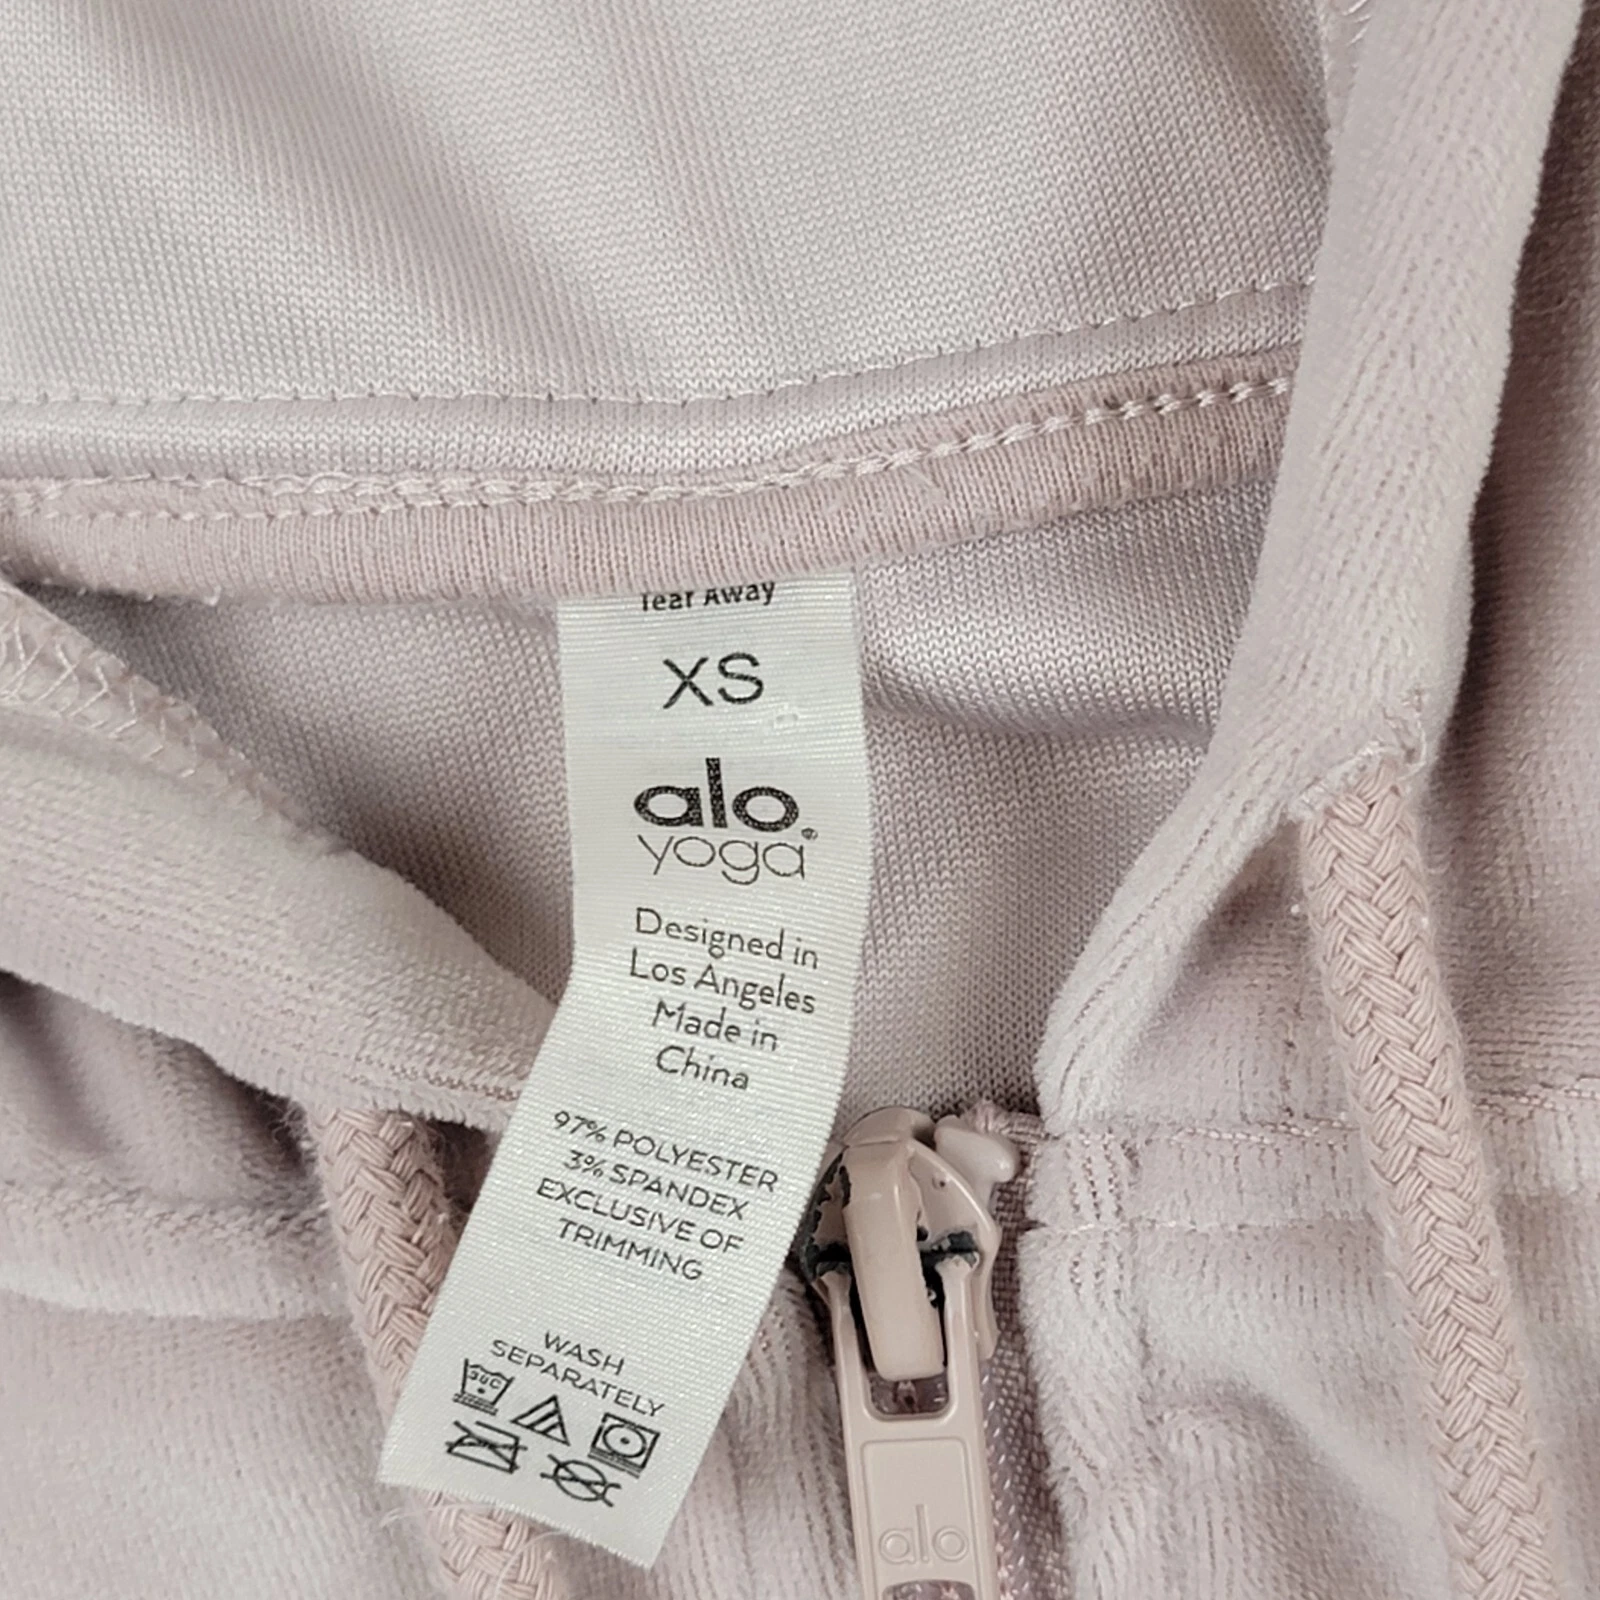 Tear Away
XS
alo®
yoga
Designed in
Los Angeles
Made in
China
97% POLYESTER
3% SPANDEX
EXCLUSIVE OF
TRIMMING
WASH
SEPARATELY
30C
alo